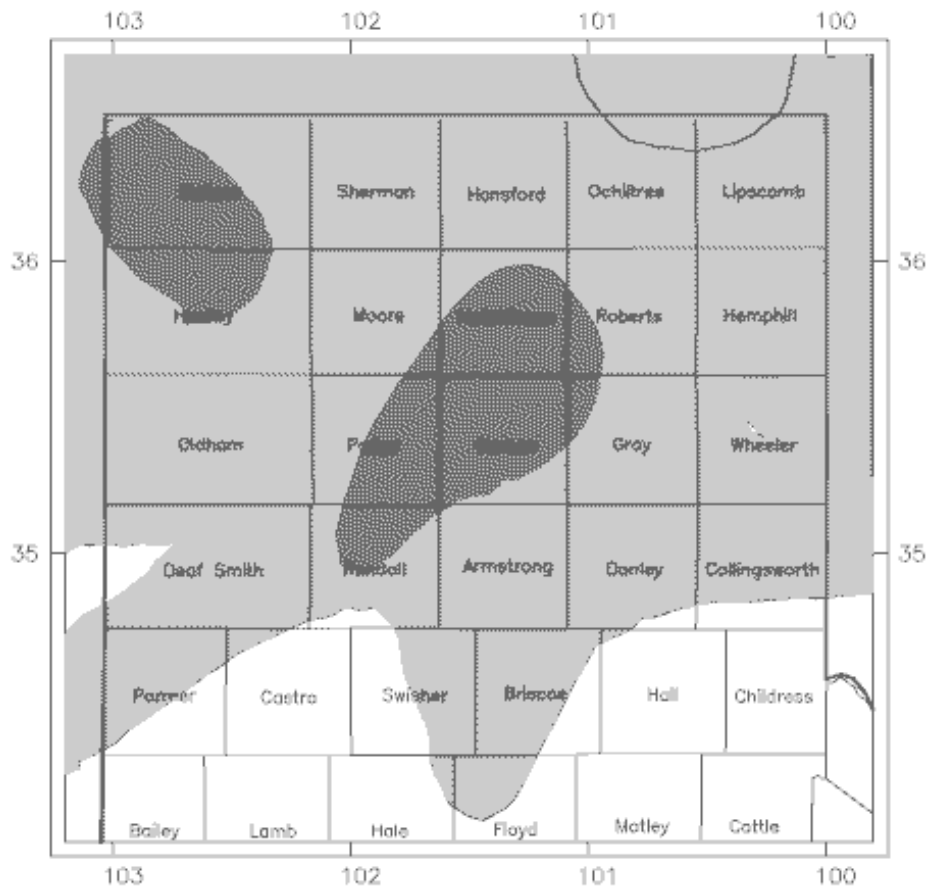 103 102 101 100
Sherman Hansford Ochiltree Lipscomb
36 36
Moore Roberts Hemphill
Oldham Gray Wheeler
35 35
Deaf Smith Armstrong Donley Collingsworth
Parmer Castro Swisher Briscoe Hall Childress
Bailey Lamb Hale Floyd Motley Cottle
103 102 101 100